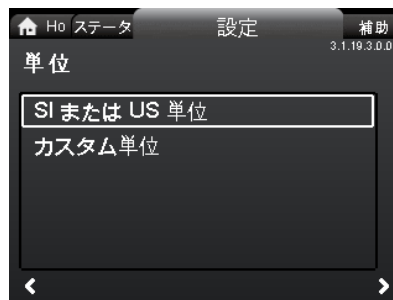 Ho ステータ 設定 補助
3.1.19.3.0.0
単位
SI または US 単位
カスタム単位